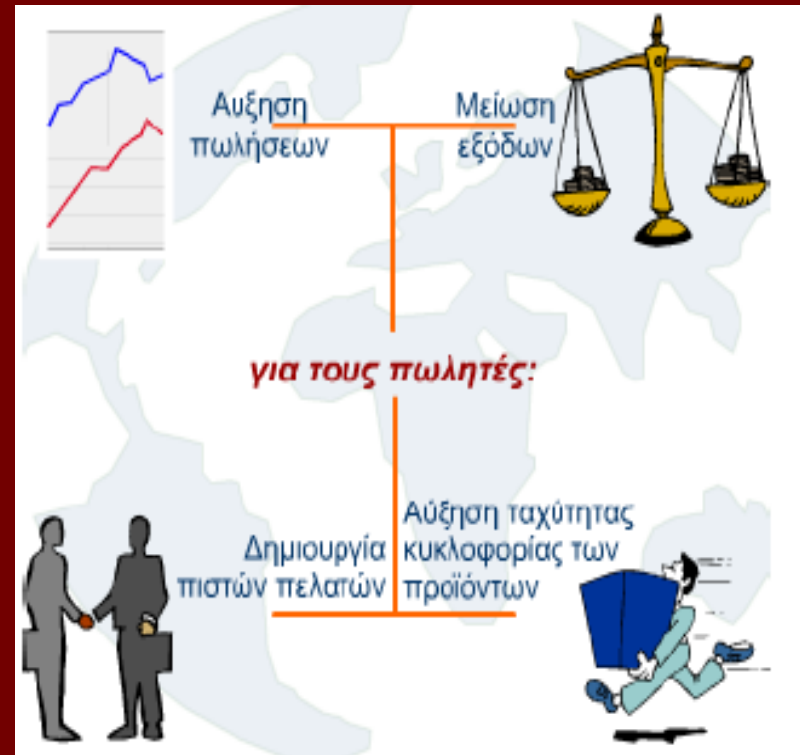 Αυξηση
πωλήσεων
Μείωση
εξόδων
για τους πωλητές:
Δημιουργία
πιστών πελατών
Αύξηση ταχύτητας
κυκλοφορίας των
προϊόντων